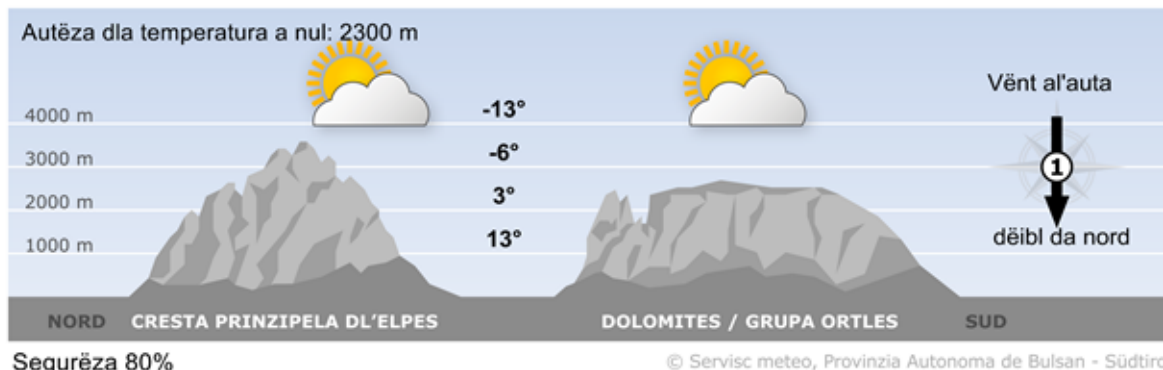 Autëza dla temperatura a nul: 2300 m
Vënt al'auta
4000 m
-13°
3000 m
-6°
1
2000 m
3°
1000 m
13°
dëibl da nord
NORD CRESTA PRINZIPELA DL'ELPES DOLOMITES / GRUPA ORTLES SUD
Segurëza 80%
© Servisc meteo, Provinzia Autonoma de Bulsan - Südtiro